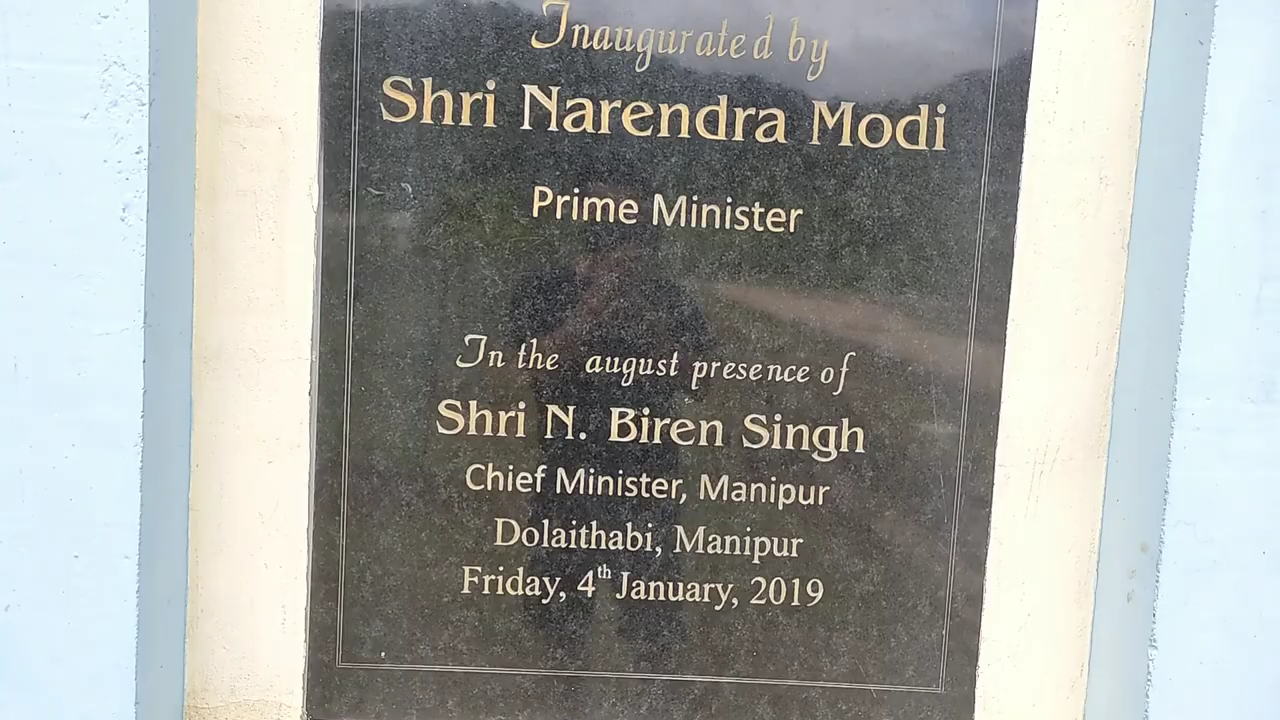 Inaugurated by
Shri Narendra Modi
Prime Minister
In the august presence of
Shri N. Biren Singh
Chief Minister, Manipur
Dolaithabi, Manipur
Friday, 4th January, 2019